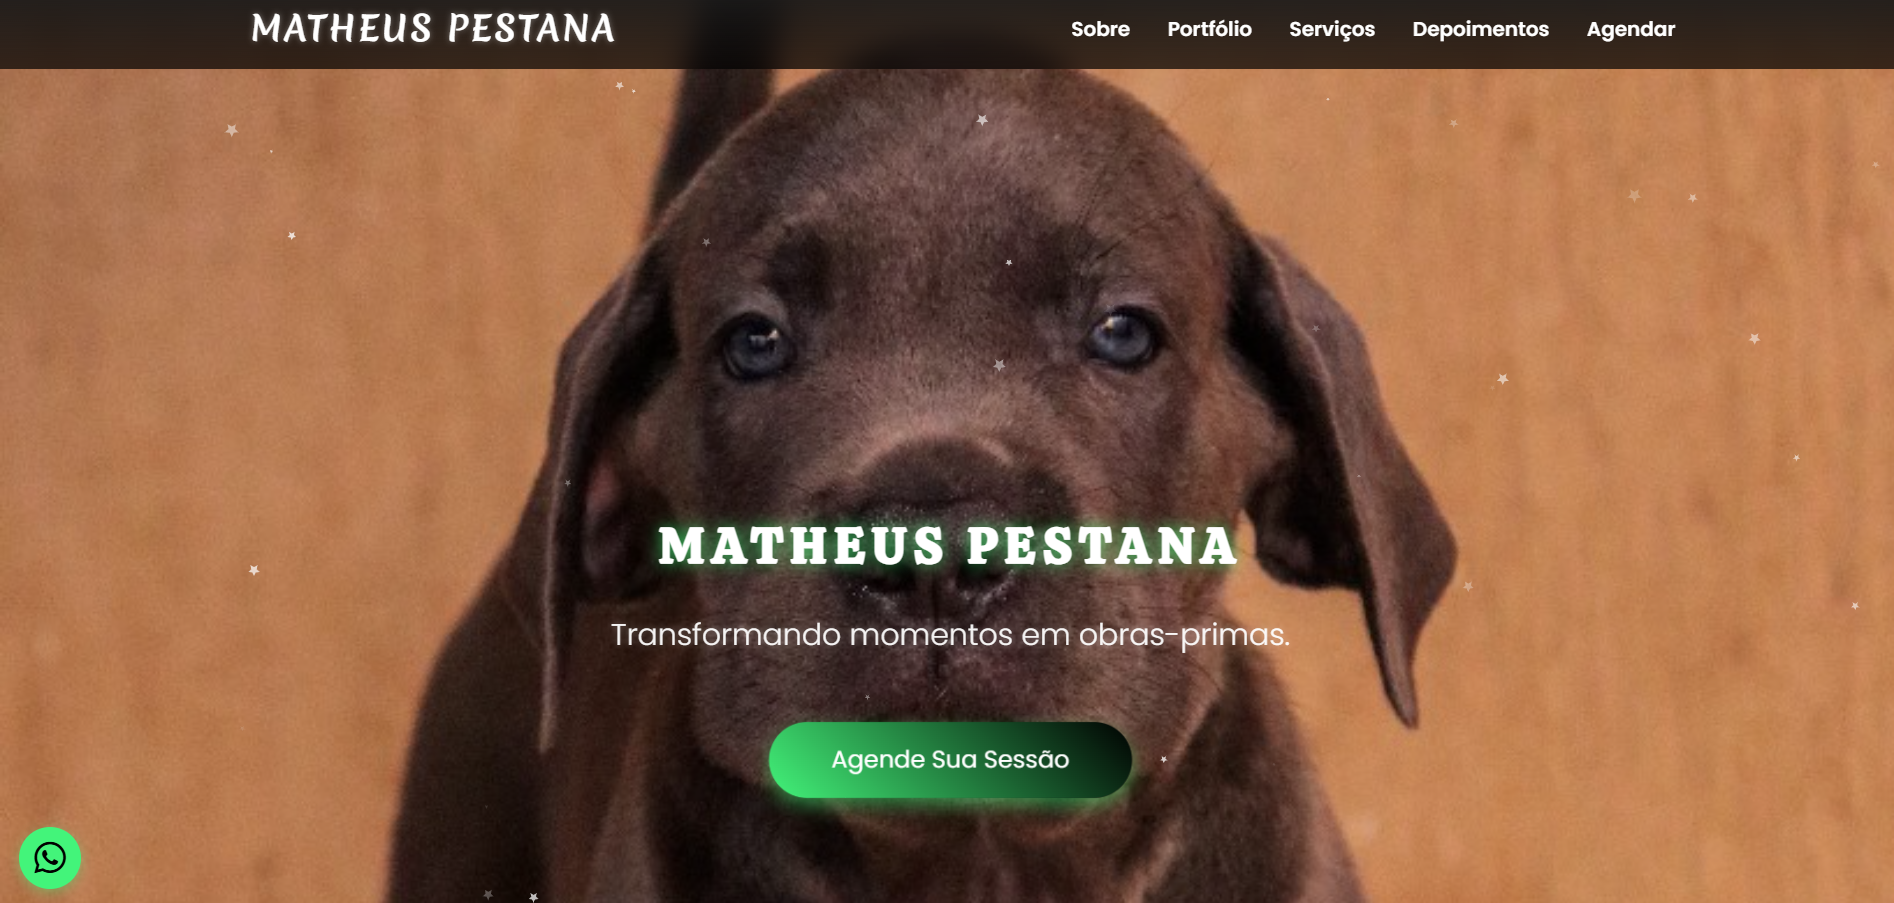 MATHEUS PESTANA
Sobre Portfólio Serviços Depoimentos Agendar
MATHEUS PESTANA
Transformando momentos em obras-primas.
Agende Sua Sessão